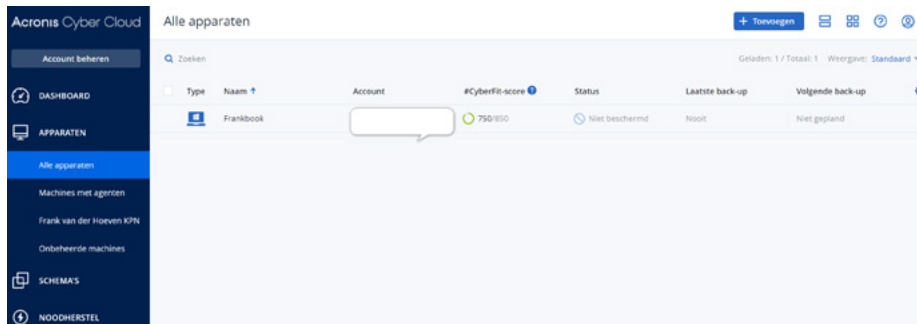 Acronis Cyber Cloud
Alle apparaten
+ Toevoegen
Account beheren
Zoeken
Geladen: 1 / Totaal: 1 Weergave: Standaard
DASHBOARD
Type Naam ↑ Account #CyberFit-score Status Laatste back-up Volgende back-up
Frankbook 750/850 Niet beschermd Nooit Niet gepland
APPARATEN
Alle apparaten
Machines met agenten
Frank van der Hoeven KPN
Onbeheerde machines
SCHEMA'S
NOODHERSTEL